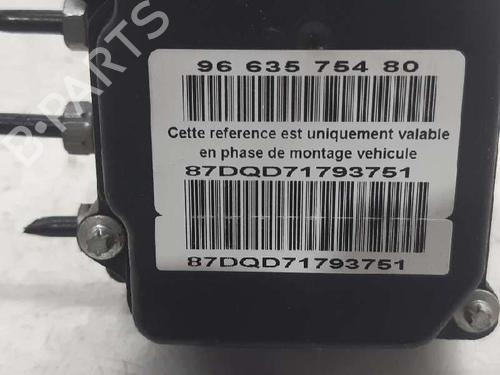 96 635 754 80
Cette reference est uniquement valable
en phase de montage vehicule
87DQD71793751
87DQD71793751
B-PARTS